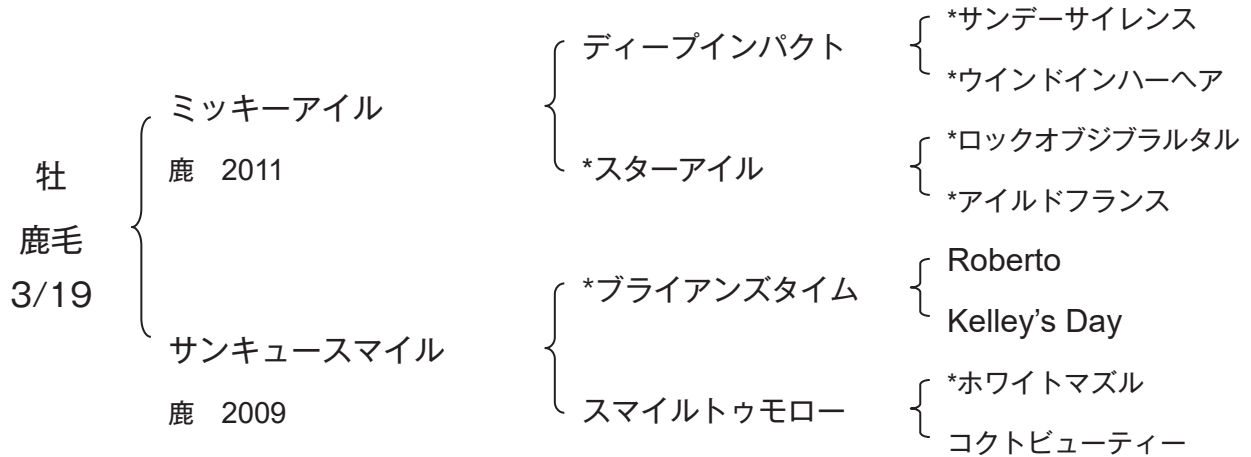 牡
鹿毛
3/19
ミッキーアイル
鹿 2011
サンキュースマイル
鹿 2009
ディープインパクト
*スターアイル
*ブライアンズタイム
スマイルトゥモロー
*サンデーサイレンス
*ウインドインハーヘア
*ロックオブジブラルタル
*アイルドフランス
Roberto
Kelley’s Day
*ホワイトマズル
コクトビューティー